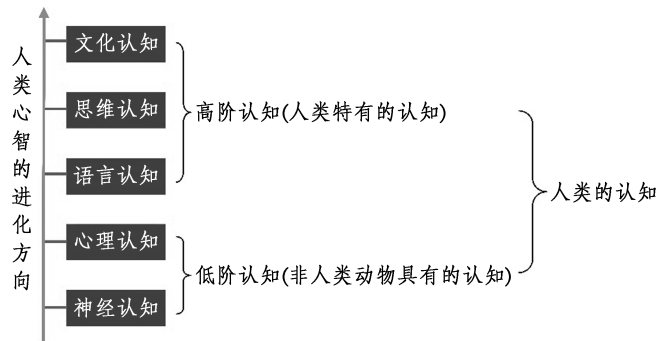 人类心智的进化方向
文化认知
思维认知
语言认知
心理认知
神经认知
高阶认知(人类特有的认知)
低阶认知(非人类动物具有的认知)
人类的认知